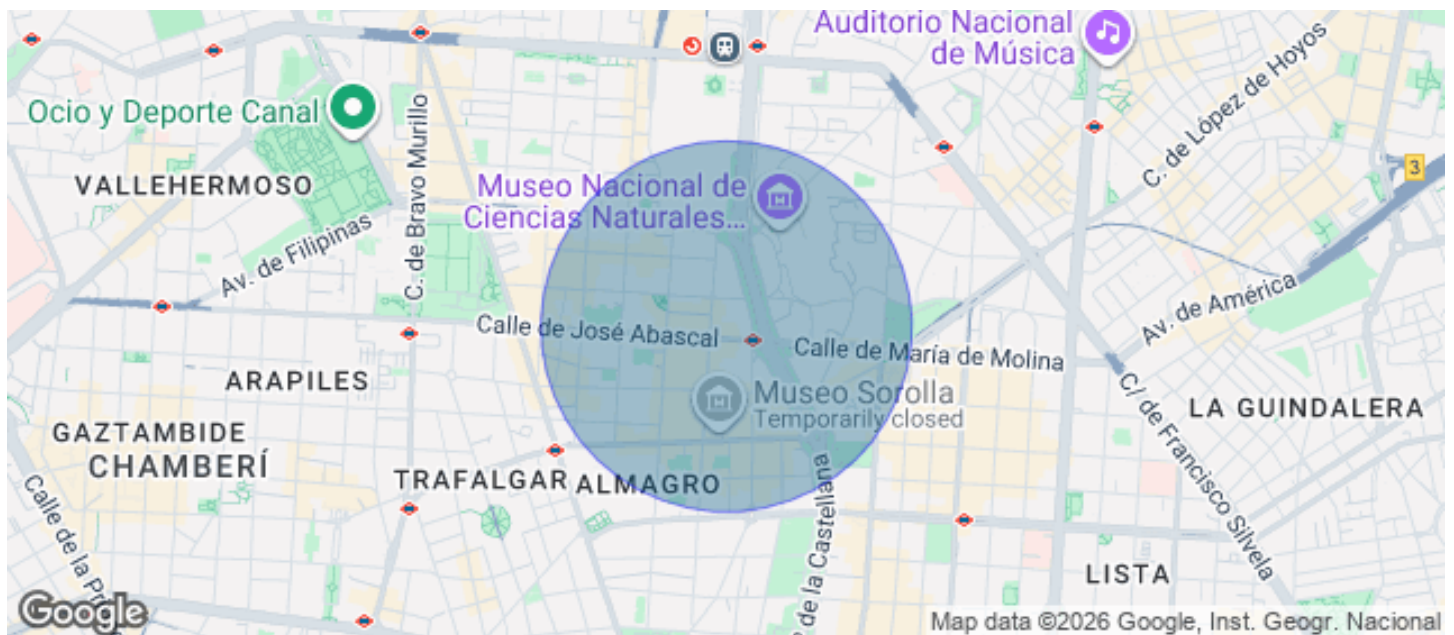 Auditorio Nacional
de Música
Ocio y Deporte Canal
C. de López de Hoyos
C. de Bravo Murillo
VALLEHERMOSO
Museo Nacional de
Ciencias Naturales...
3
Av. de Filipinas
Av. de América
Calle de José Abascal
Calle de María de Molina
ARAPILES
Museo Sorolla
Temporarily closed
C/ de Francisco Silvela
LA GUINDALERA
GAZTAMBIDE
CHAMBERÍ
TRAFALGAR
ALMAGRO
Calle de la Pr
º de la Castellana
LISTA
Google
Map data ©2026 Google, Inst. Geogr. Nacional